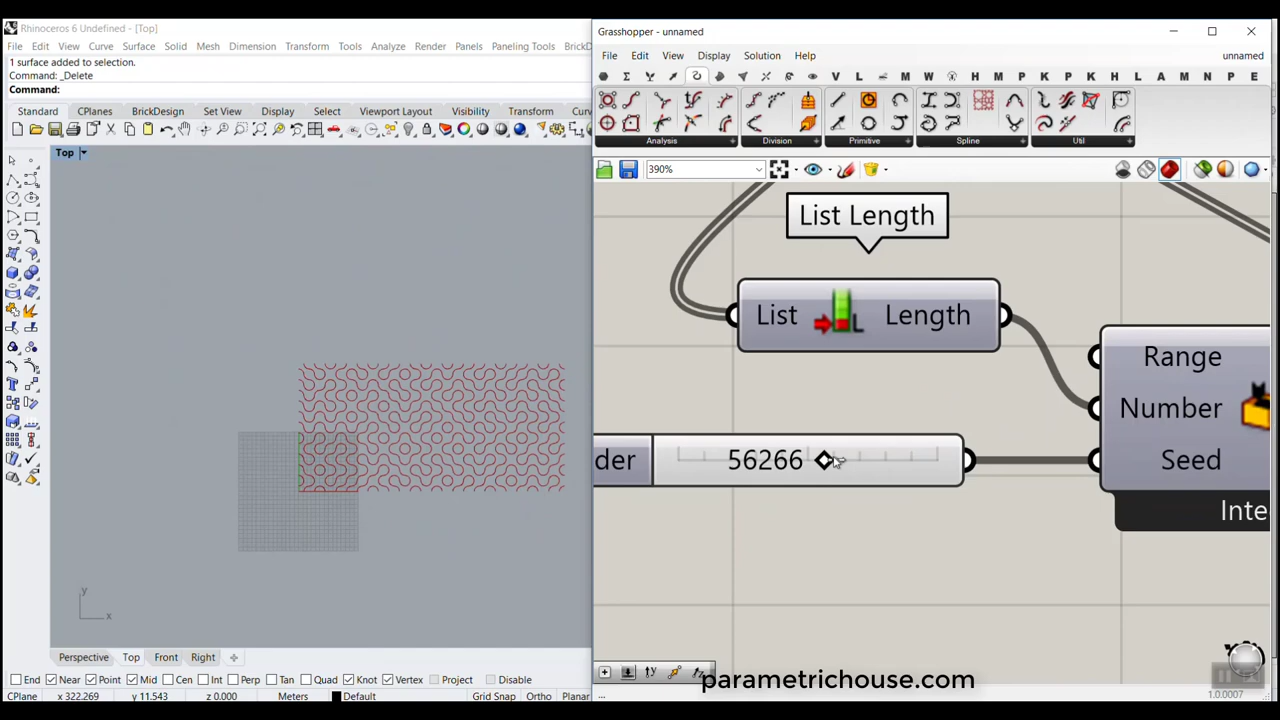 Rhinoceros 6 Undefined - [Top]
File Edit View Curve Surface Solid Mesh Dimension Transform Tools Analyze Render Panels Paneling Tools BrickD
1 surface added to selection.
Command: _Delete
Command:
Standard CPlanes BrickDesign Set View Display Select Viewport Layout Visibility Transform
Top
y
x
Perspective Top Front Right
End Near Point Mid Cen Int Perp Tan Quad Knot Vertex Project Disable
CPlane x 322.269 y 11.543 z 0.000 Meters Default Grid Snap Ortho Planar
Grasshopper - unnamed
File Edit View Display Solution Help unnamed
Σ V L M W H M P K P K H L A M N P E
Analysis Division Primitive Spline Util
390%
List Length
List L Length
Range
Number
der 56266
Seed
Inte
1.0.0007
...
parametrichouse.com